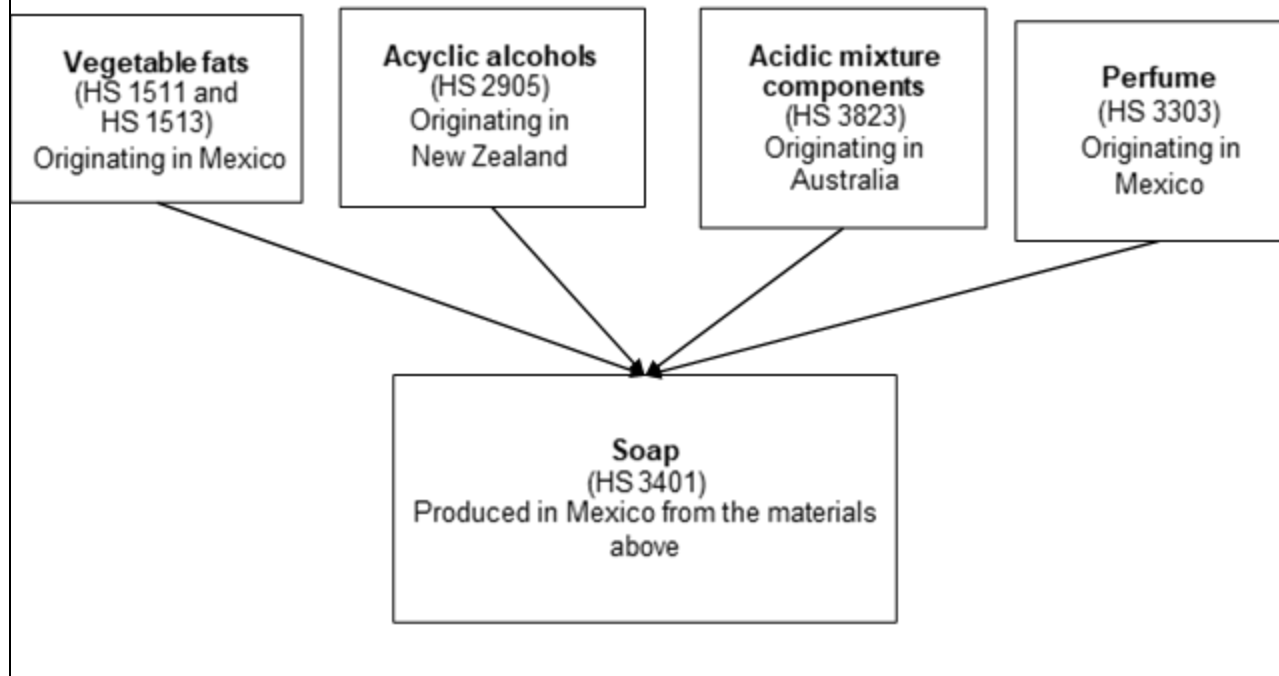 Vegetable fats
(HS 1511 and
HS 1513)
Originating in Mexico
Acyclic alcohols
(HS 2905)
Originating in
New Zealand
Acidic mixture
components
(HS 3823)
Originating in
Australia
Perfume
(HS 3303)
Originating in
Mexico
Soap
(HS 3401)
Produced in Mexico from the materials
above